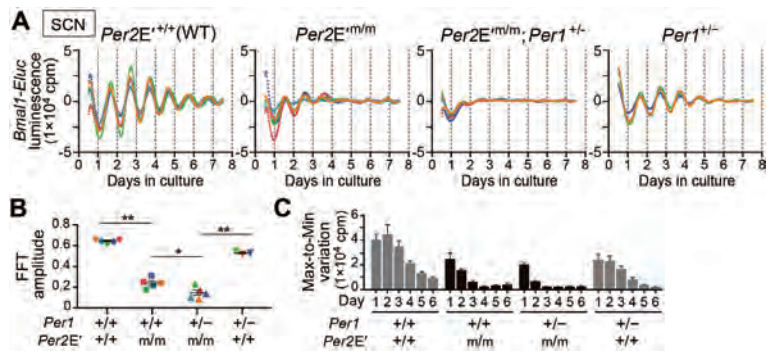 A SCN Per2E'+/+(WT) Per2E'm/m Per2E'm/m; Per1+/- Per1+/−
Bmal1-Eluc
luminescence
(1×10⁴ cpm)
5 0 -5 5 0 -5 5 0 -5 5 0 -5
0 1 2 3 4 5 6 7 8 0 1 2 3 4 5 6 7 8 0 1 2 3 4 5 6 7 8 0 1 2 3 4 5 6 7 8
Days in culture Days in culture Days in culture Days in culture
B
FFT
amplitude
0.8
0.6
0.4
0.2
0
** * **
Per1 +/+ +/+ +/− +/−
Per2E' +/+ m/m m/m +/+
C
Max-to-Min
variation
(1×10⁴ cpm)
6
4
2
0
Day 1 2 3 4 5 6 1 2 3 4 5 6 1 2 3 4 5 6 1 2 3 4 5 6
Per1 +/+ +/+ +/− +/−
Per2E' +/+ m/m m/m +/+